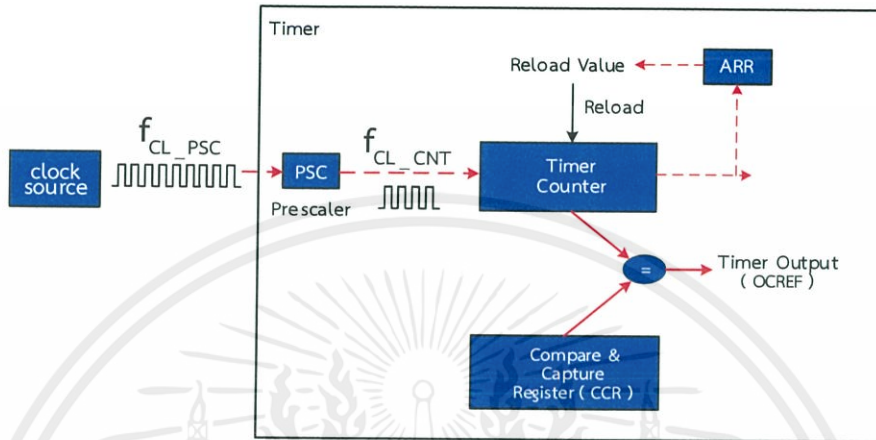 Timer
Reload Value
ARR
Reload
f CL_PSC
clock
source
PSC
Prescaler
f CL_CNT
Timer
Counter
=
Timer Output
( OCREF )
Compare &
Capture
Register ( CCR )